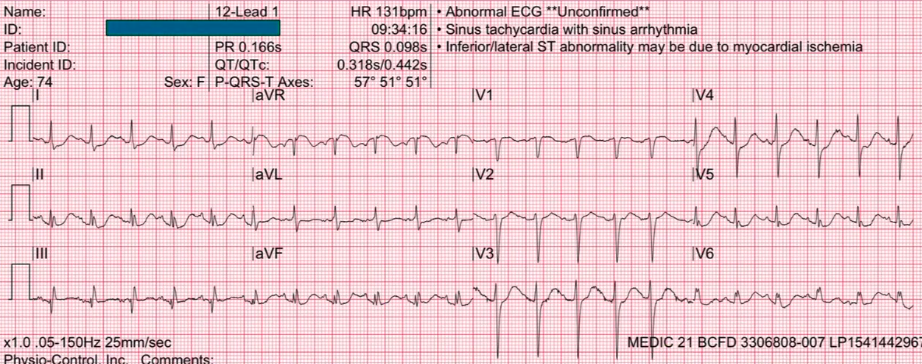 Name: 12-Lead 1 HR 131bpm • Abnormal ECG **Unconfirmed**
ID: 09:34:16 • Sinus tachycardia with sinus arrhythmia
Patient ID: PR 0.166s QRS 0.098s • Inferior/lateral ST abnormality may be due to myocardial ischemia
Incident ID: QT/QTc: 0.318s/0.442s
Age: 74 Sex: F P-QRS-T Axes: 57° 51° 51°
I aVR V1 V4
II aVL V2 V5
III aVF V3 V6
x1.0 .05-150Hz 25mm/sec MEDIC 21 BCFD 3306808-007 LP154144296
Physio-Control, Inc. Comments: